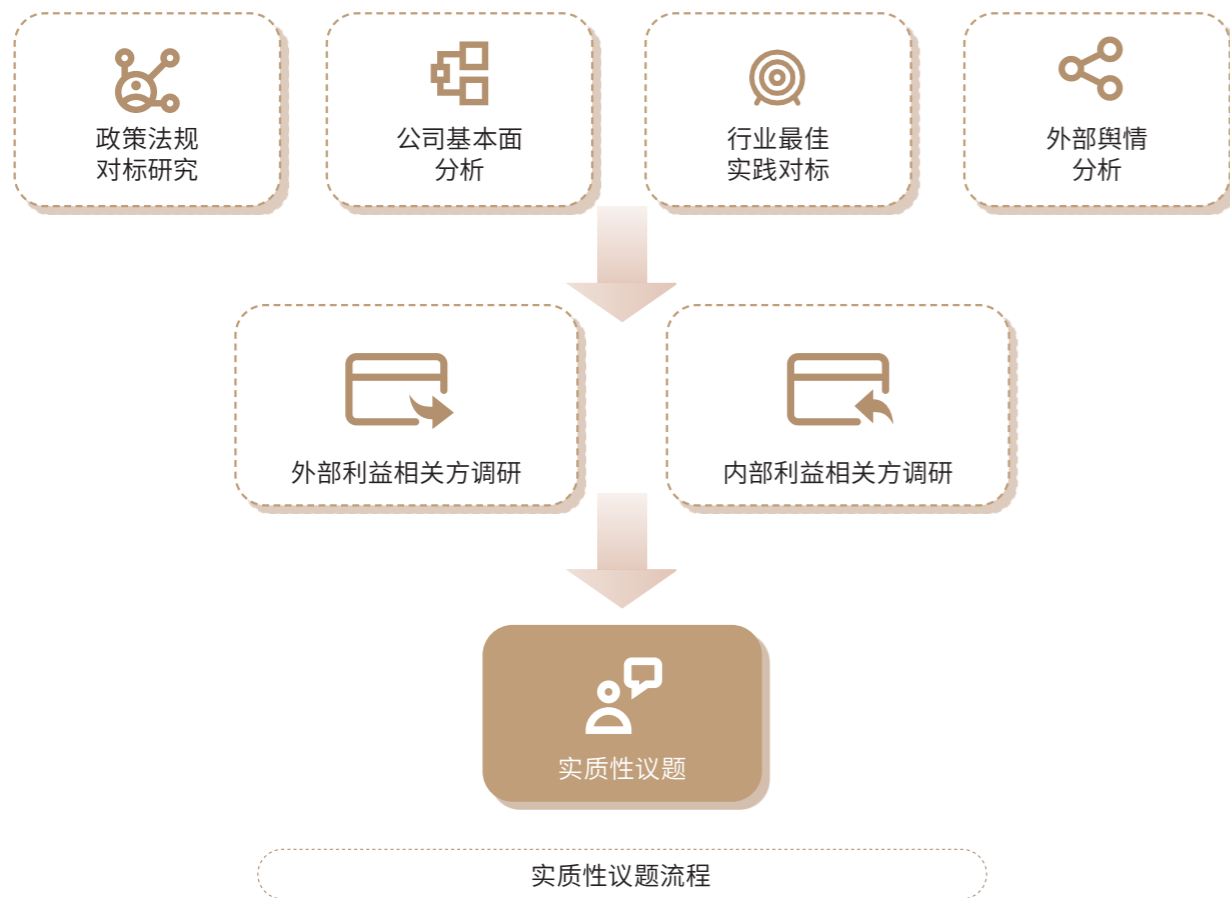 政策法规
对标研究
公司基本面
分析
行业最佳
实践对标
外部舆情
分析
外部利益相关方调研
内部利益相关方调研
实质性议题
实质性议题流程